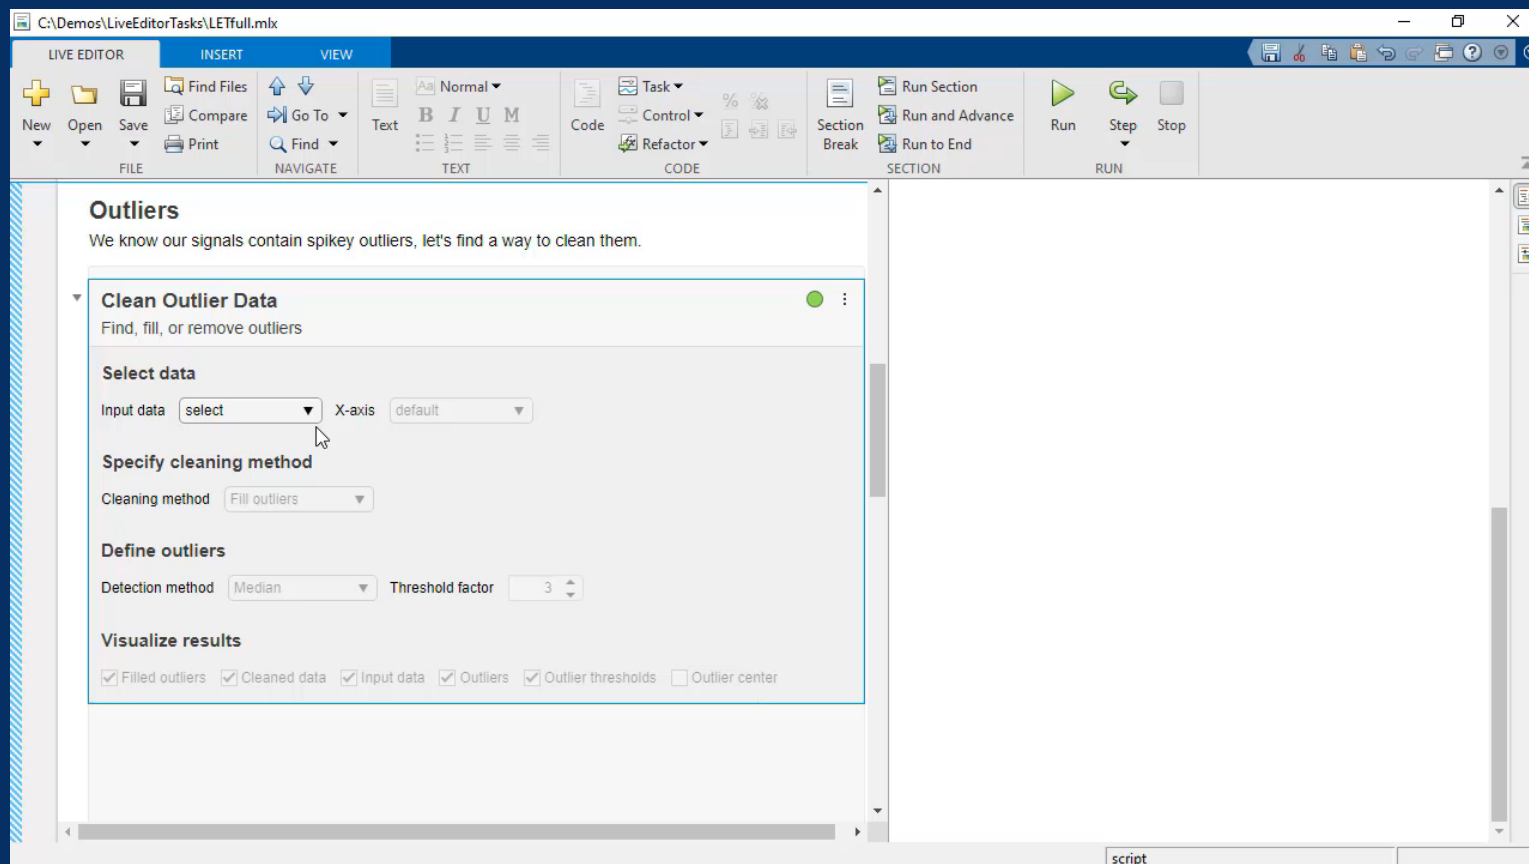 C:\Demos\LiveEditorTasks\LETfull.mlx
LIVE EDITOR INSERT VIEW
New Open Save Find Files Compare Print
FILE
Go To Find
NAVIGATE
Text Aa Normal B I U M
TEXT
Code Task Control Refactor
CODE
Section Break Run Section Run and Advance Run to End
SECTION
Run Step Stop
RUN
Outliers
We know our signals contain spikey outliers, let's find a way to clean them.
Clean Outlier Data
Find, fill, or remove outliers
Select data
Input data select X-axis default
Specify cleaning method
Cleaning method Fill outliers
Define outliers
Detection method Median Threshold factor 3
Visualize results
Filled outliers Cleaned data Input data Outliers Outlier thresholds Outlier center
script